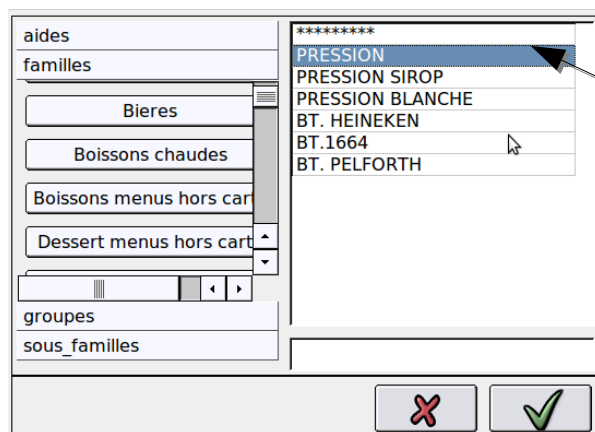 aides
familles
Bieres
Boissons chaudes
Boissons menus hors cart
Dessert menus hors cart
groupes
sous_familles
*********
PRESSION
PRESSION SIROP
PRESSION BLANCHE
BT. HEINEKEN
BT.1664
BT. PELFORTH